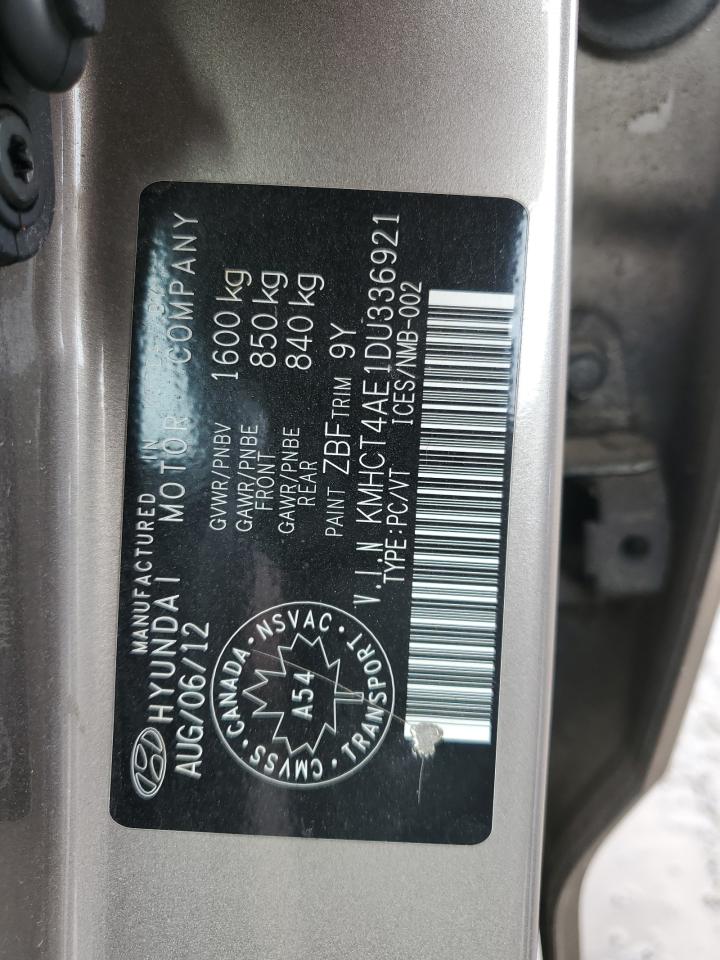 MANUFACTURED IN
HYUNDAI MOTOR COMPANY
AUG/06/12
GVWR/PNBV 1600 kg
GAWR/PNBE FRONT 850 kg
GAWR/PNBE REAR 840 kg
PAINT ZBF TRIM 9Y
V.I.N KMHCT4AE1DU336921
TYPE:PC/VT ICES/NMB-002
CANADA · NSVAC · TRANSPORT · CMVSS ·
A54